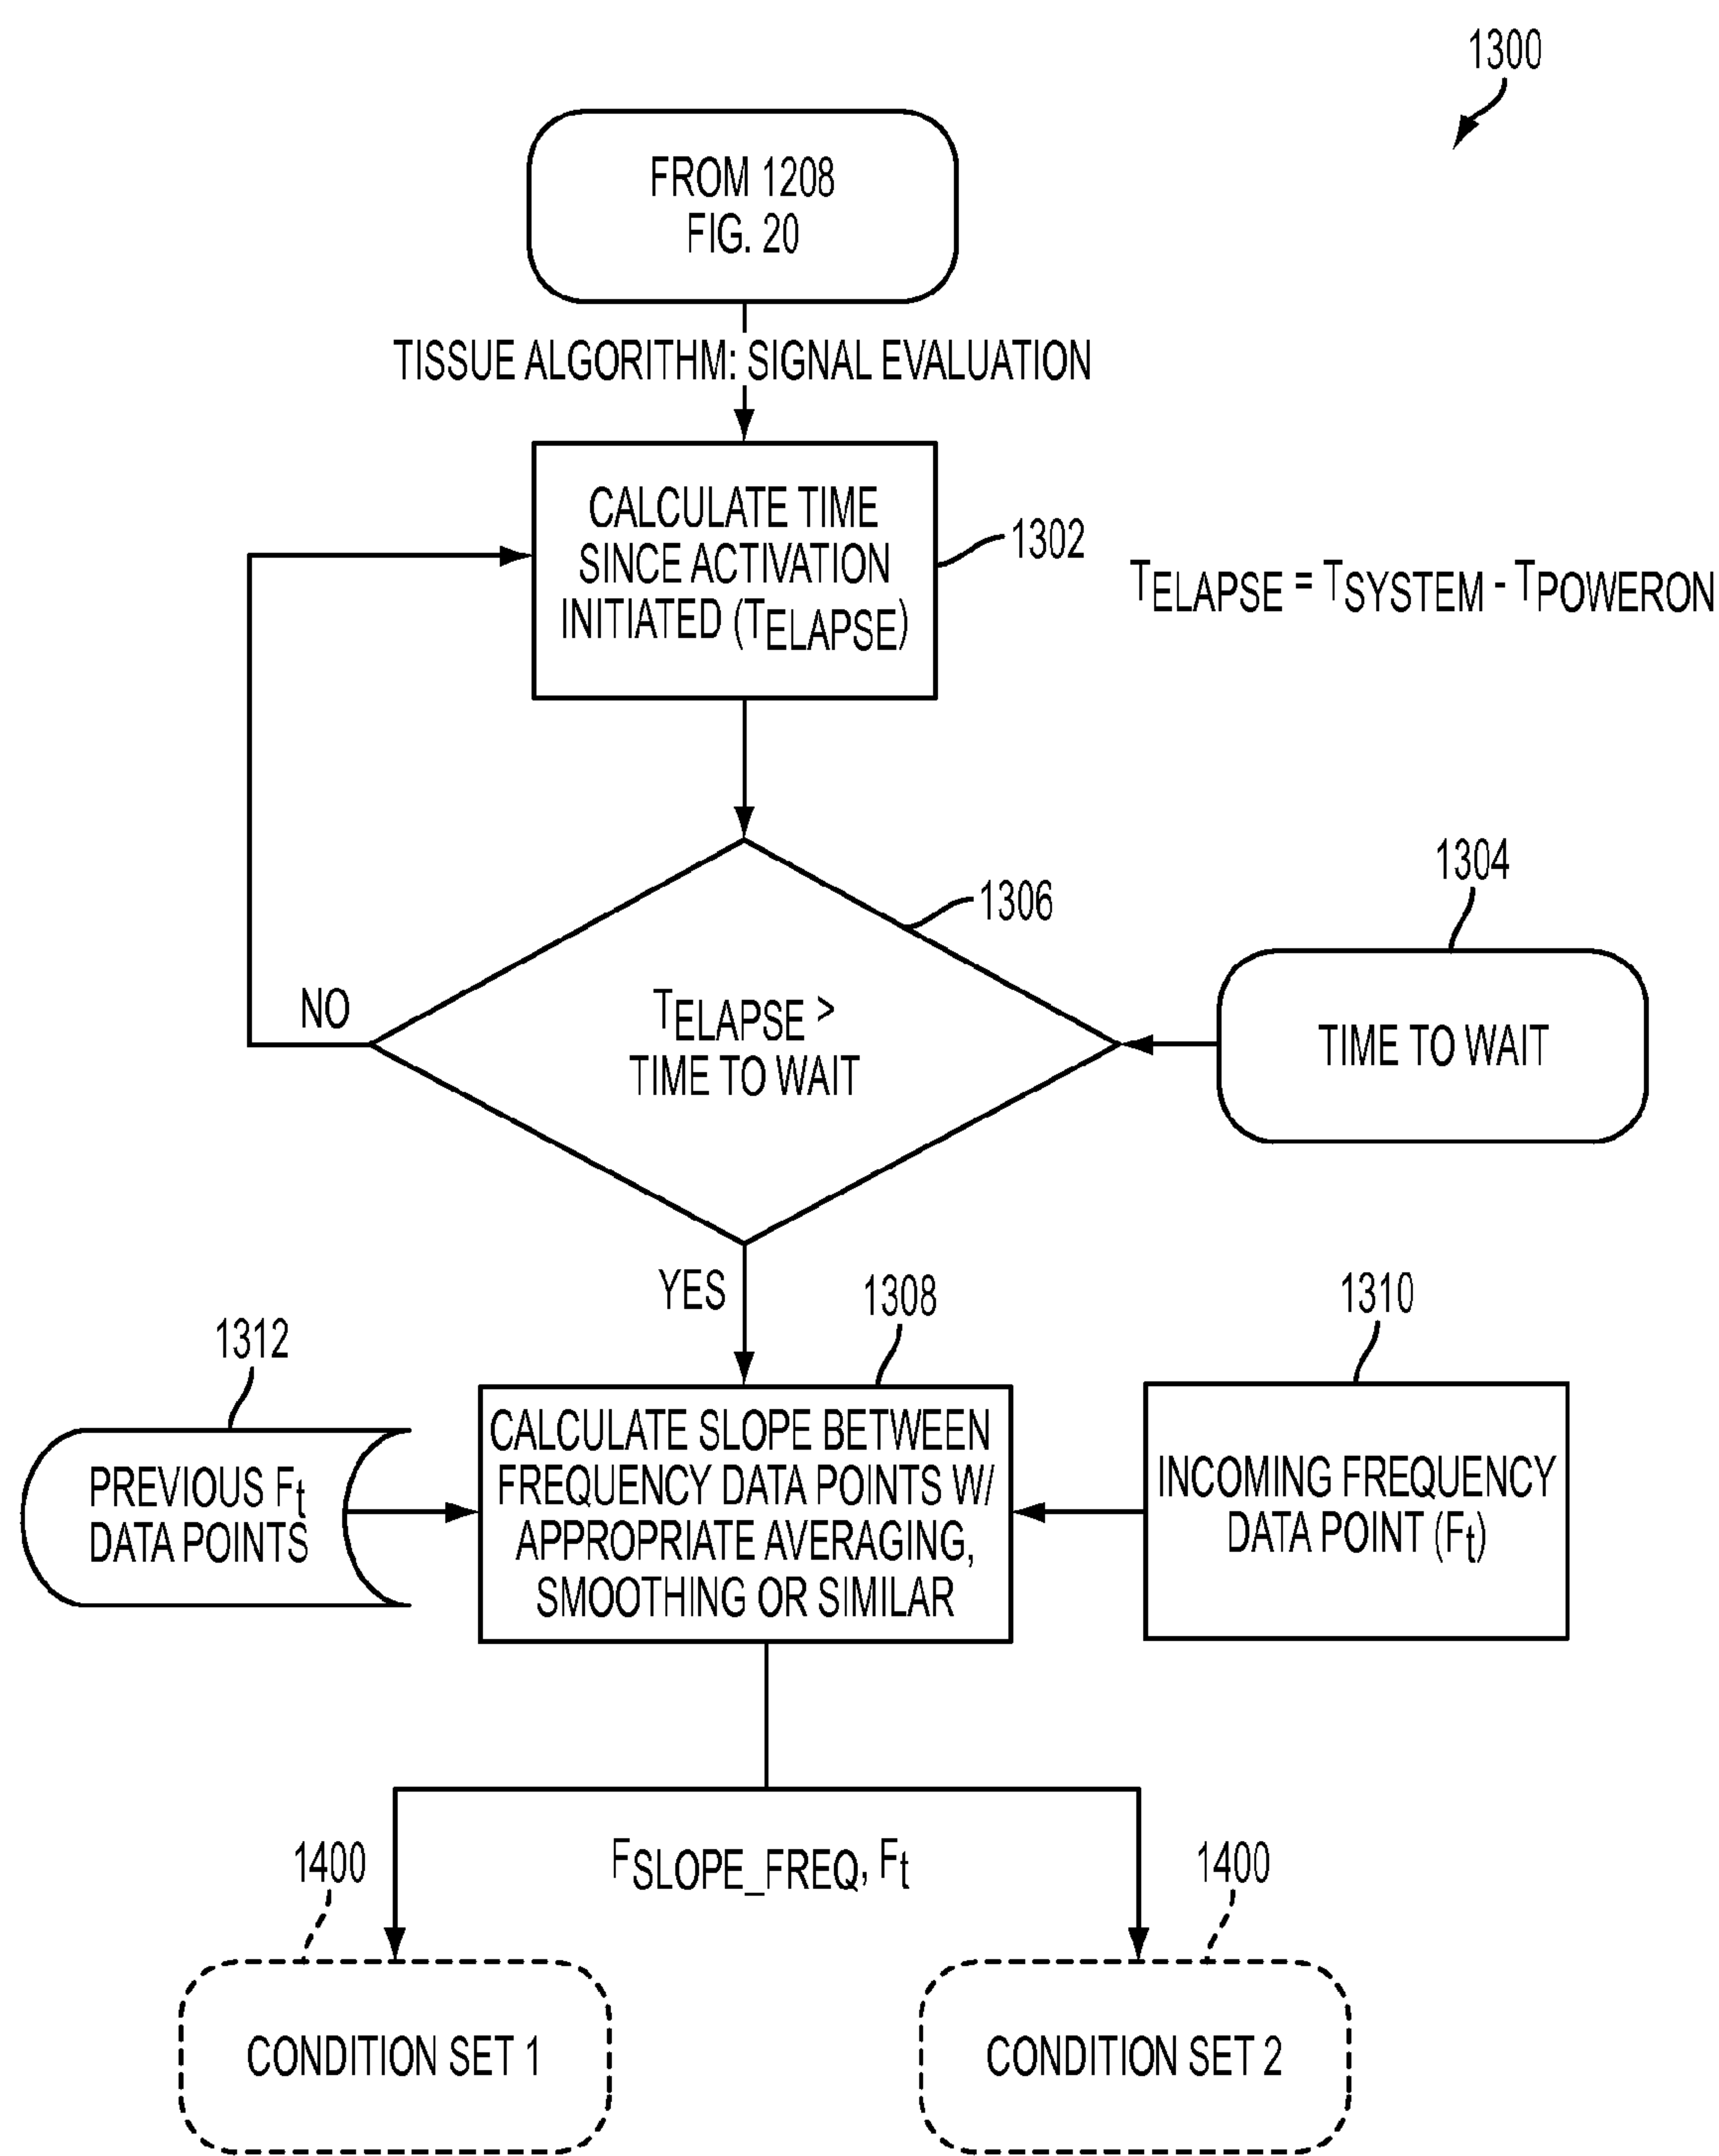 1300
FROM 1208
FIG. 20
TISSUE ALGORITHM: SIGNAL EVALUATION
CALCULATE TIME
SINCE ACTIVATION
INITIATED (TELAPSE)
1302
TELAPSE = TSYSTEM - TPOWERON
1304
1306
NO
TELAPSE >
TIME TO WAIT
TIME TO WAIT
YES
1308
1310
1312
PREVIOUS Ft
DATA POINTS
CALCULATE SLOPE BETWEEN
FREQUENCY DATA POINTS W/
APPROPRIATE AVERAGING,
SMOOTHING OR SIMILAR
INCOMING FREQUENCY
DATA POINT (Ft)
1400
FSLOPE_FREQ, Ft
1400
CONDITION SET 1
CONDITION SET 2